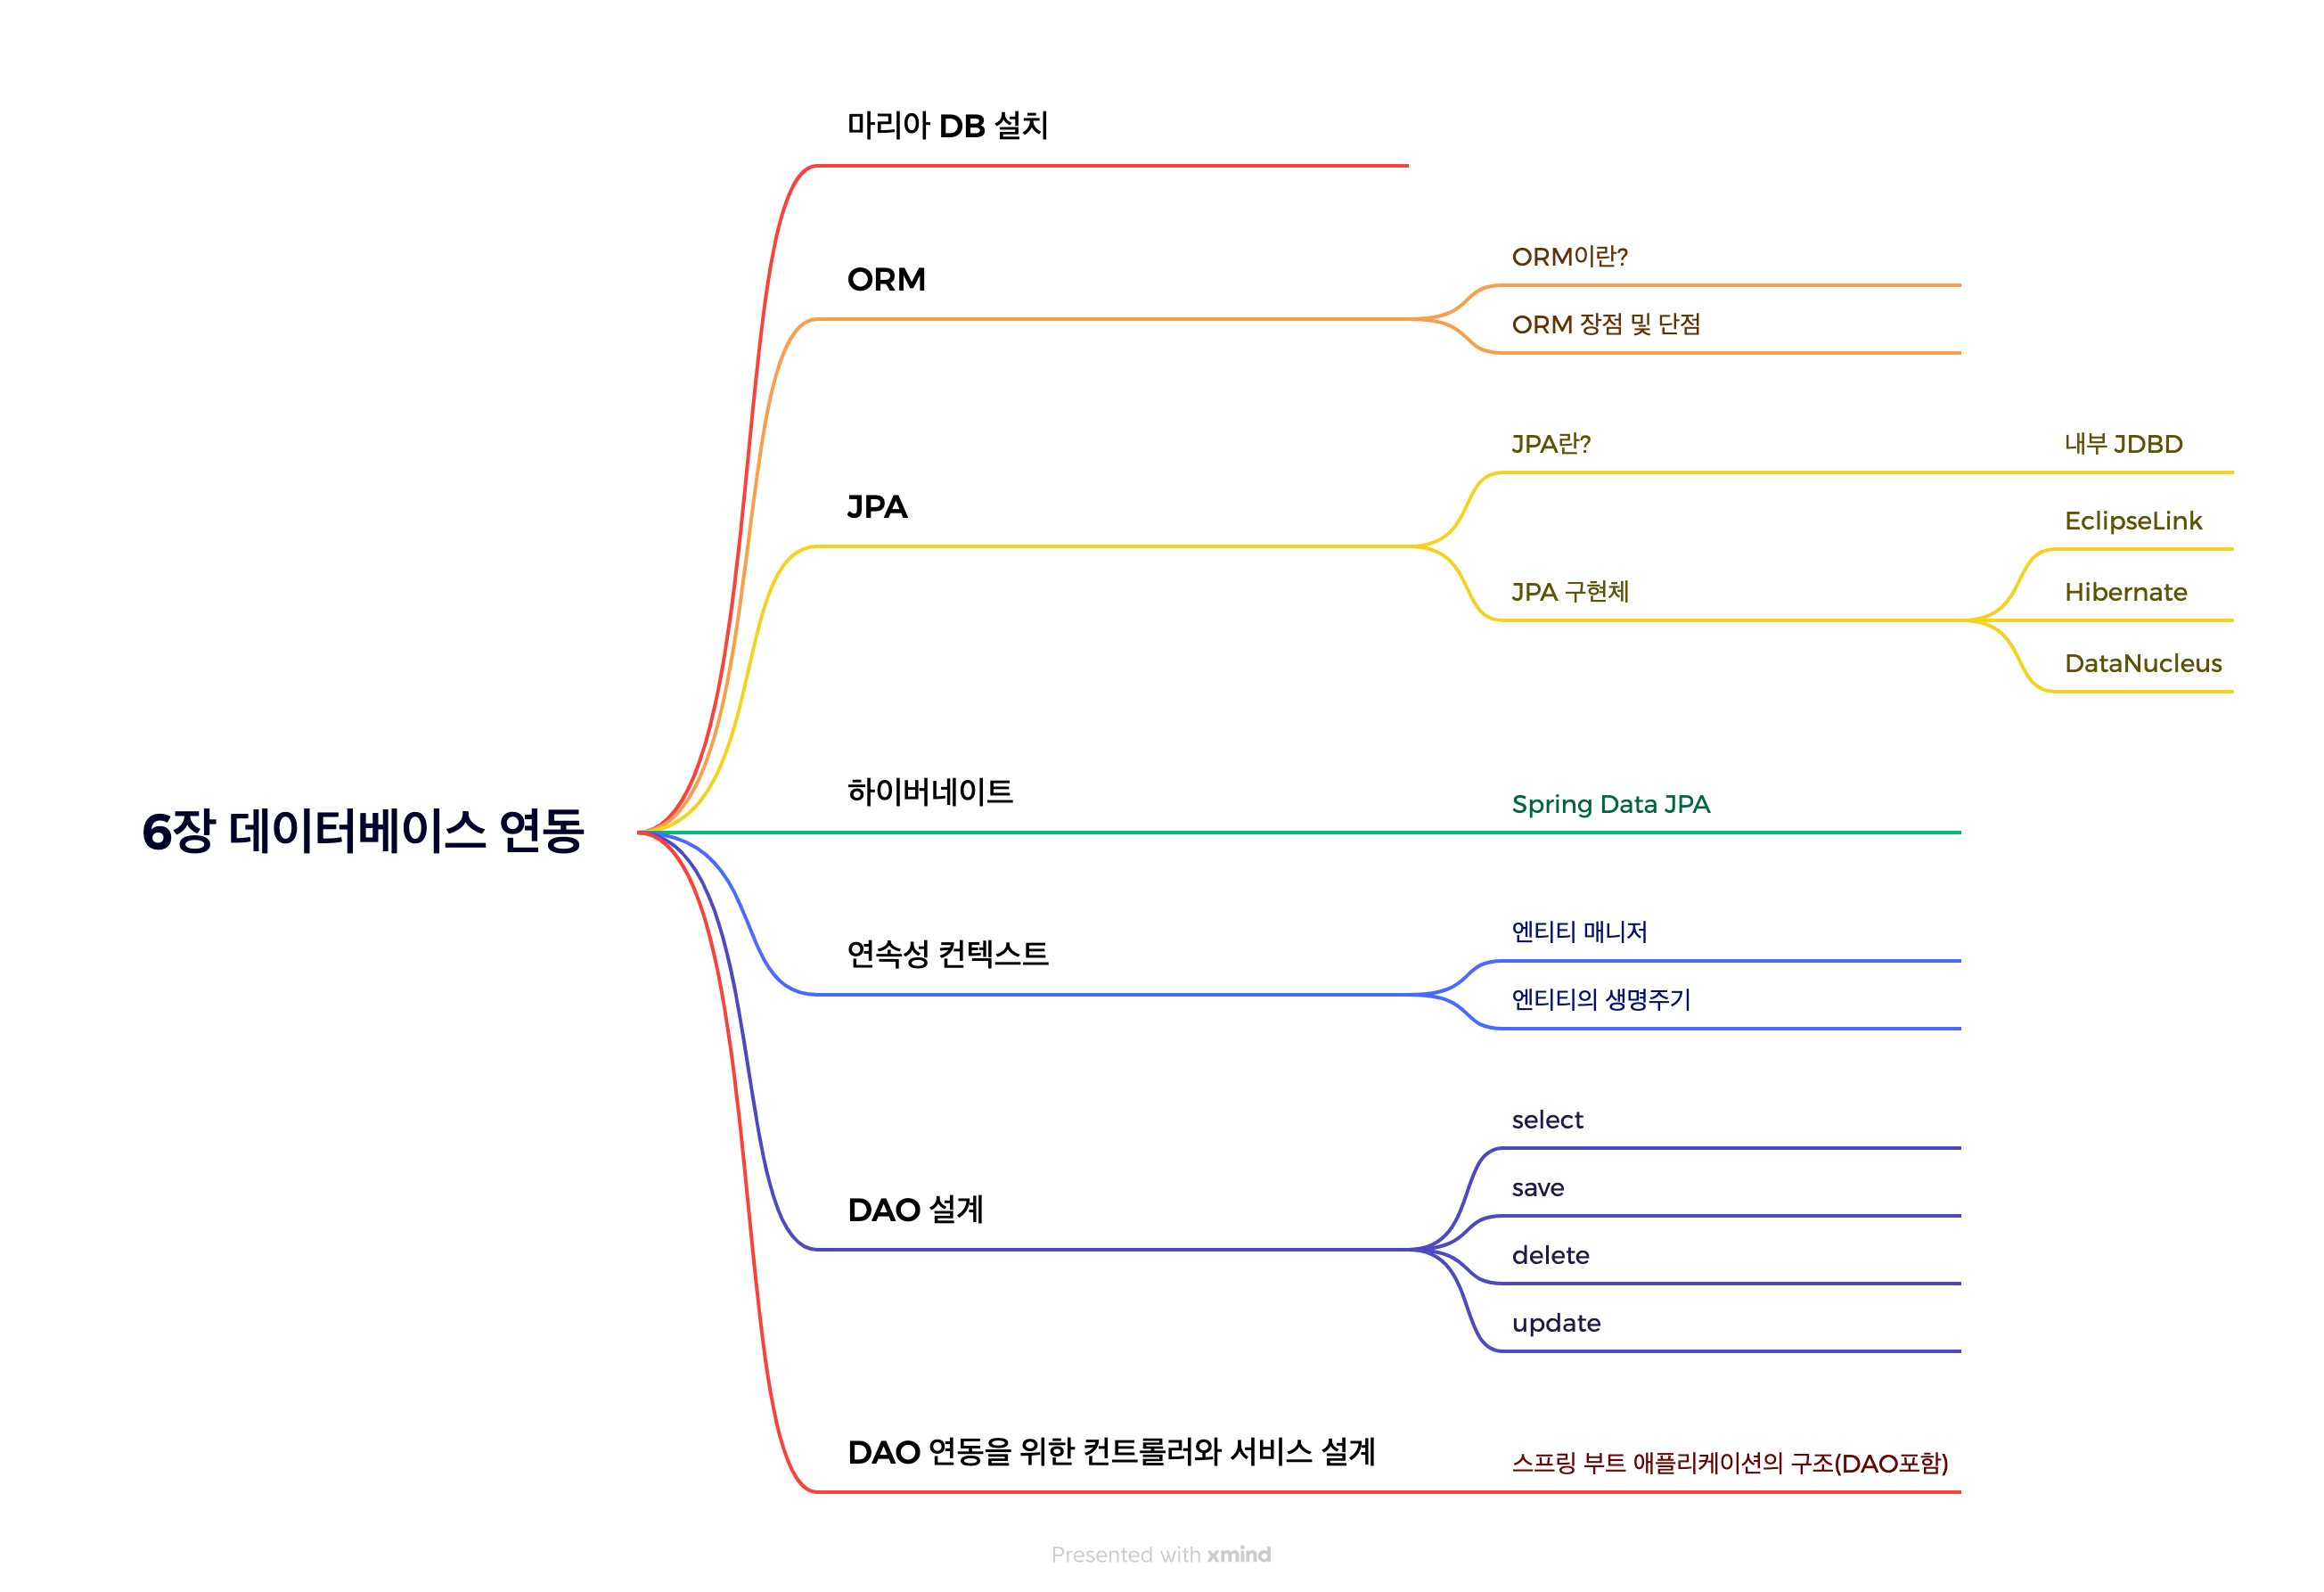 마리아 DB 설치
ORM
ORM이란?
ORM 장점 및 단점
JPA
JPA란?
내부 JDBD
JPA 구현체
EclipseLink
Hibernate
DataNucleus
6장 데이터베이스 연동
하이버네이트
Spring Data JPA
연속성 컨텍스트
엔티티 매니저
엔티티의 생명주기
DAO 설계
select
save
delete
update
DAO 연동을 위한 컨트롤러와 서비스 설계
스프링 부트 애플리케이션의 구조(DAO포함)
Presented with xmind